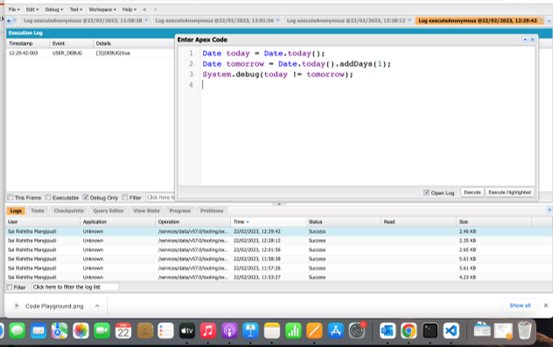 File Edit Debug Test Workspace Help < >
Log executeAnonymous @22/02/2023, 11:58:38
Log executeAnonymous @22/02/2023, 12:01:56
Log executeAnonymous @22/02/2023, 12:28:12
Log executeAnonymous @22/02/2023, 12:29:42
Execution Log
Timestamp Event Details
12:29:42:003 USER_DEBUG [3]|DEBUG|true
Enter Apex Code
1 Date today = Date.today();
2 Date tomorrow = Date.today().addDays(1);
3 System.debug(today != tomorrow);
4
Open Log Execute Execute Highlighted
This Frame Executable Debug Only Filter Click here t
Logs Tests Checkpoints Query Editor View State Progress Problems
User Application Operation Time Status Read Size
Sai Rishitha Mangipudi Unknown /services/data/v57.0/tooling/ex... 22/02/2023, 12:29:42 Success 2.46 KB
Sai Rishitha Mangipudi Unknown /services/data/v57.0/tooling/ex... 22/02/2023, 12:28:12 Success 2.35 KB
Sai Rishitha Mangipudi Unknown /services/data/v57.0/tooling/ex... 22/02/2023, 12:01:56 Success 2.65 KB
Sai Rishitha Mangipudi Unknown /services/data/v57.0/tooling/ex... 22/02/2023, 11:58:38 Success 5.61 KB
Sai Rishitha Mangipudi Unknown /services/data/v57.0/tooling/ex... 22/02/2023, 11:57:26 Success 5.61 KB
Sai Rishitha Mangipudi Unknown /services/data/v57.0/tooling/ex... 22/02/2023, 11:53:27 Success 4.23 KB
Filter Click here to filter the log list
Code Playground.png
Show all
22
tv